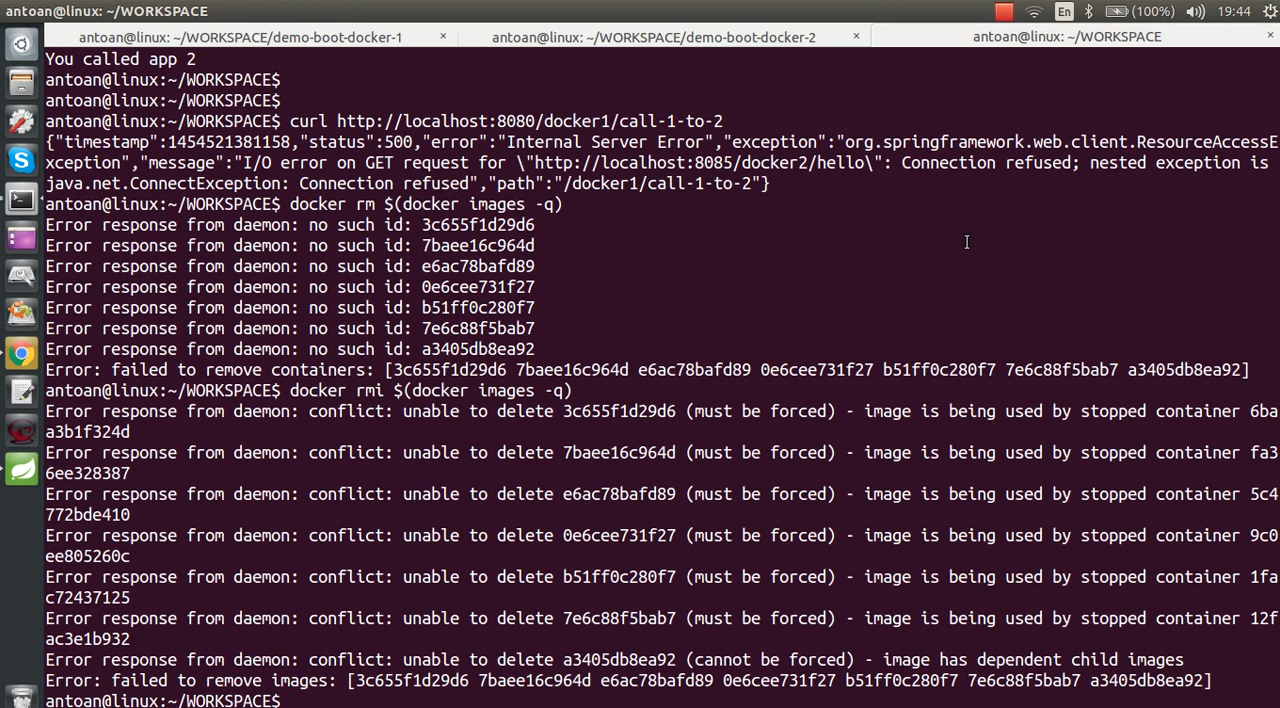 antoan@linux: ~/WORKSPACE
En
(100%)
19:44
antoan@linux: ~/WORKSPACE/demo-boot-docker-1 ×
antoan@linux: ~/WORKSPACE/demo-boot-docker-2 ×
antoan@linux: ~/WORKSPACE ×
You called app 2
antoan@linux:~/WORKSPACE$
antoan@linux:~/WORKSPACE$
antoan@linux:~/WORKSPACE$ curl http://localhost:8080/docker1/call-1-to-2
{"timestamp":1454521381158,"status":500,"error":"Internal Server Error","exception":"org.springframework.web.client.ResourceAccessE
xception","message":"I/O error on GET request for \"http://localhost:8085/docker2/hello\": Connection refused; nested exception is
java.net.ConnectException: Connection refused","path":"/docker1/call-1-to-2"}
antoan@linux:~/WORKSPACE$ docker rm $(docker images -q)
Error response from daemon: no such id: 3c655f1d29d6
Error response from daemon: no such id: 7baee16c964d
Error response from daemon: no such id: e6ac78bafd89
Error response from daemon: no such id: 0e6cee731f27
Error response from daemon: no such id: b51ff0c280f7
Error response from daemon: no such id: 7e6c88f5bab7
Error response from daemon: no such id: a3405db8ea92
Error: failed to remove containers: [3c655f1d29d6 7baee16c964d e6ac78bafd89 0e6cee731f27 b51ff0c280f7 7e6c88f5bab7 a3405db8ea92]
antoan@linux:~/WORKSPACE$ docker rmi $(docker images -q)
Error response from daemon: conflict: unable to delete 3c655f1d29d6 (must be forced) - image is being used by stopped container 6ba
a3b1f324d
Error response from daemon: conflict: unable to delete 7baee16c964d (must be forced) - image is being used by stopped container fa3
6ee328387
Error response from daemon: conflict: unable to delete e6ac78bafd89 (must be forced) - image is being used by stopped container 5c4
772bde410
Error response from daemon: conflict: unable to delete 0e6cee731f27 (must be forced) - image is being used by stopped container 9c0
ee805260c
Error response from daemon: conflict: unable to delete b51ff0c280f7 (must be forced) - image is being used by stopped container 1fa
c72437125
Error response from daemon: conflict: unable to delete 7e6c88f5bab7 (must be forced) - image is being used by stopped container 12f
ac3e1b932
Error response from daemon: conflict: unable to delete a3405db8ea92 (cannot be forced) - image has dependent child images
Error: failed to remove images: [3c655f1d29d6 7baee16c964d e6ac78bafd89 0e6cee731f27 b51ff0c280f7 7e6c88f5bab7 a3405db8ea92]
antoan@linux:~/WORKSPACE$